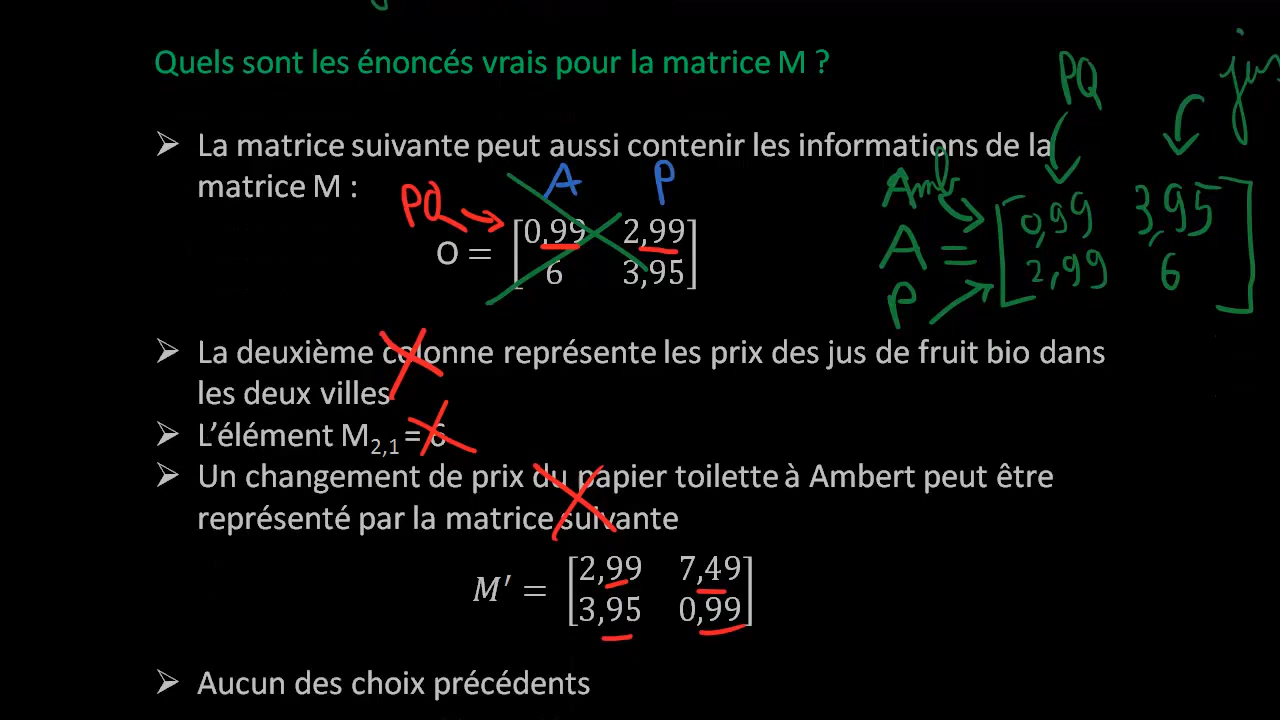 Quels sont les énoncés vrais pour la matrice M ?
PQ
➢ La matrice suivante peut aussi contenir les informations de la
matrice M :
A P
PQ
O = [0,99 2,99
6 3,95]
Amb
A = [0,99 3,95
2,99 6]
P
➢ La deuxième colonne représente les prix des jus de fruit bio dans
les deux villes
➢ L’élément M2,1 = 6
➢ Un changement de prix du papier toilette à Ambert peut être
représenté par la matrice suivante
M′ = [2,99 7,49
3,95 0,99]
➢ Aucun des choix précédents